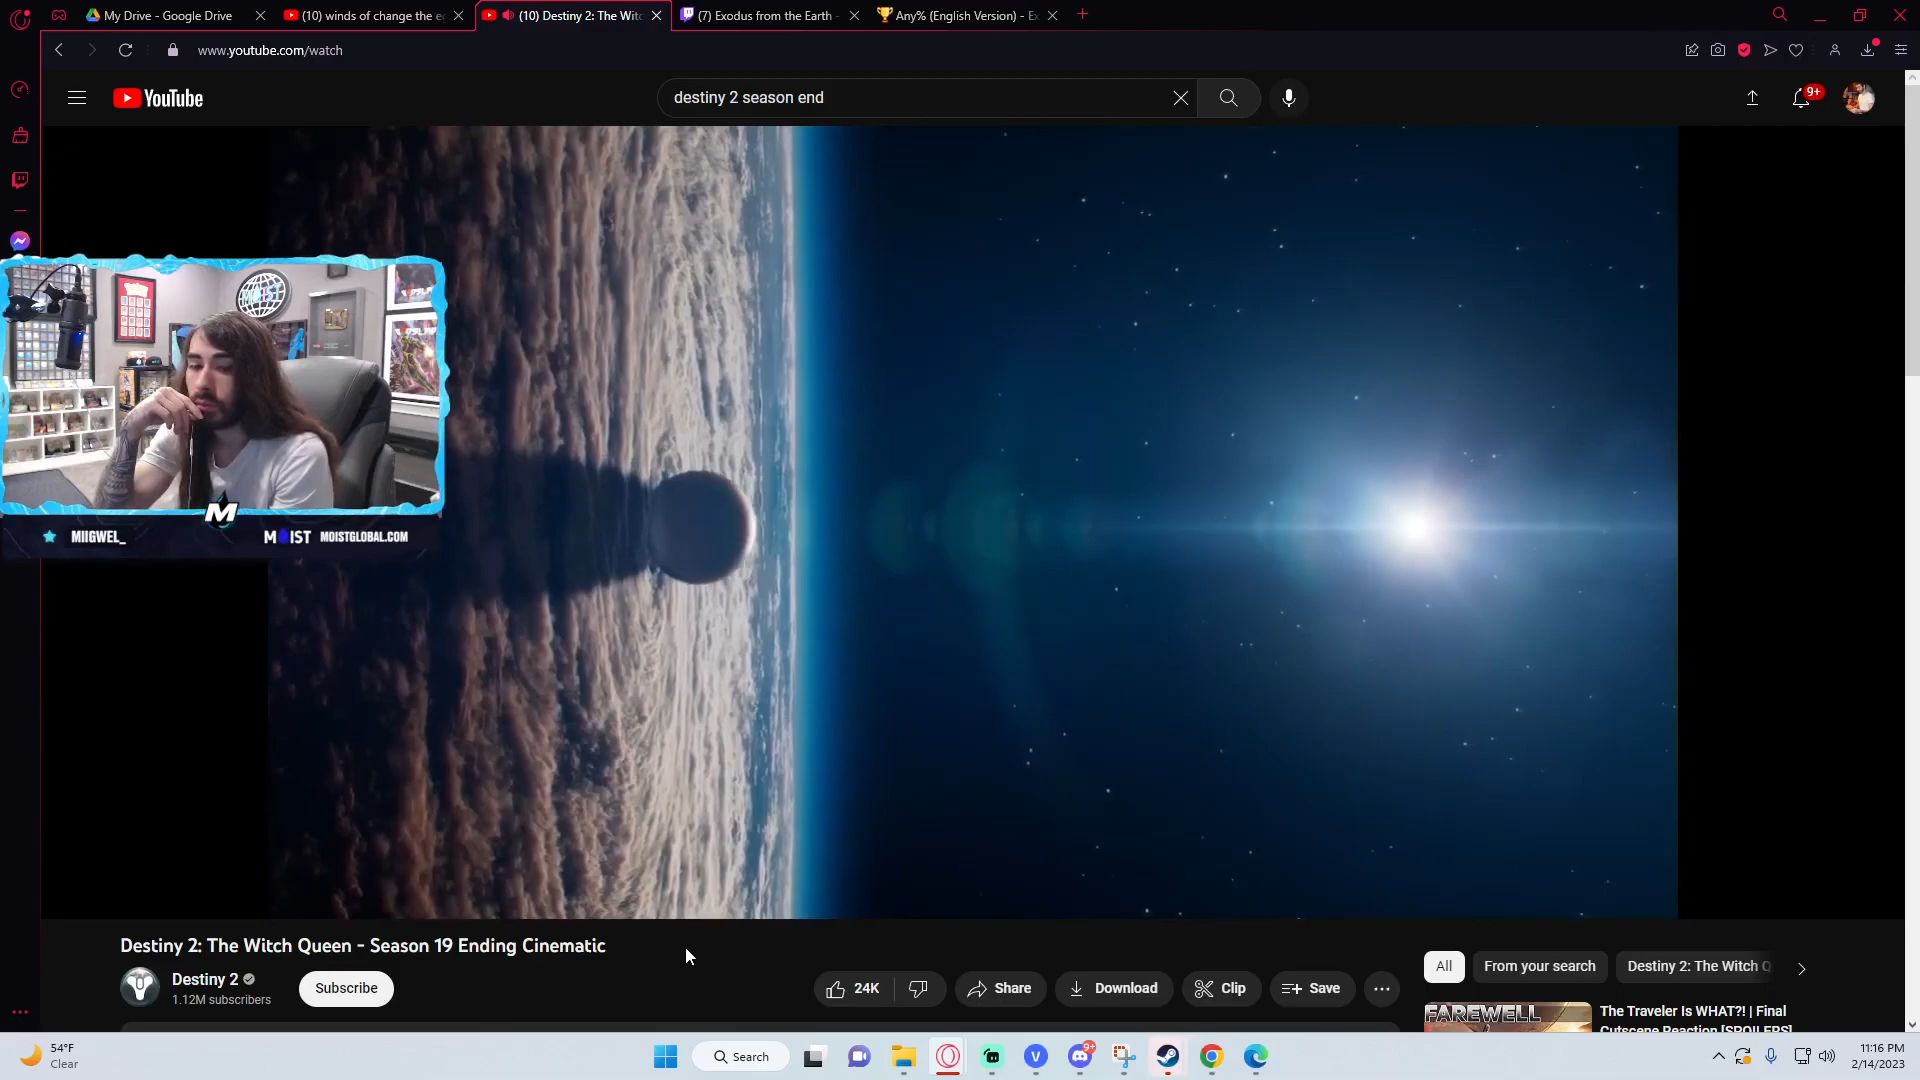 My Drive - Google Drive
(10) winds of change the e
(10) Destiny 2: The Witc
(7) Exodus from the Earth -
Any% (English Version) - Ex
www.youtube.com/watch
YouTube
destiny 2 season end
9+
MOIST
MIIGWEL_
M
MOIST
MOISTGLOBAL.COM
Destiny 2: The Witch Queen - Season 19 Ending Cinematic
Destiny 2
1.12M subscribers
Subscribe
24K
Share
Download
Clip
Save
All
From your search
Destiny 2: The Witch Q
FAREWELL
The Traveler Is WHAT?! | Final
Cutscene Reaction [SPOILERS]
54°F
Clear
Search
9+
11:16 PM
2/14/2023